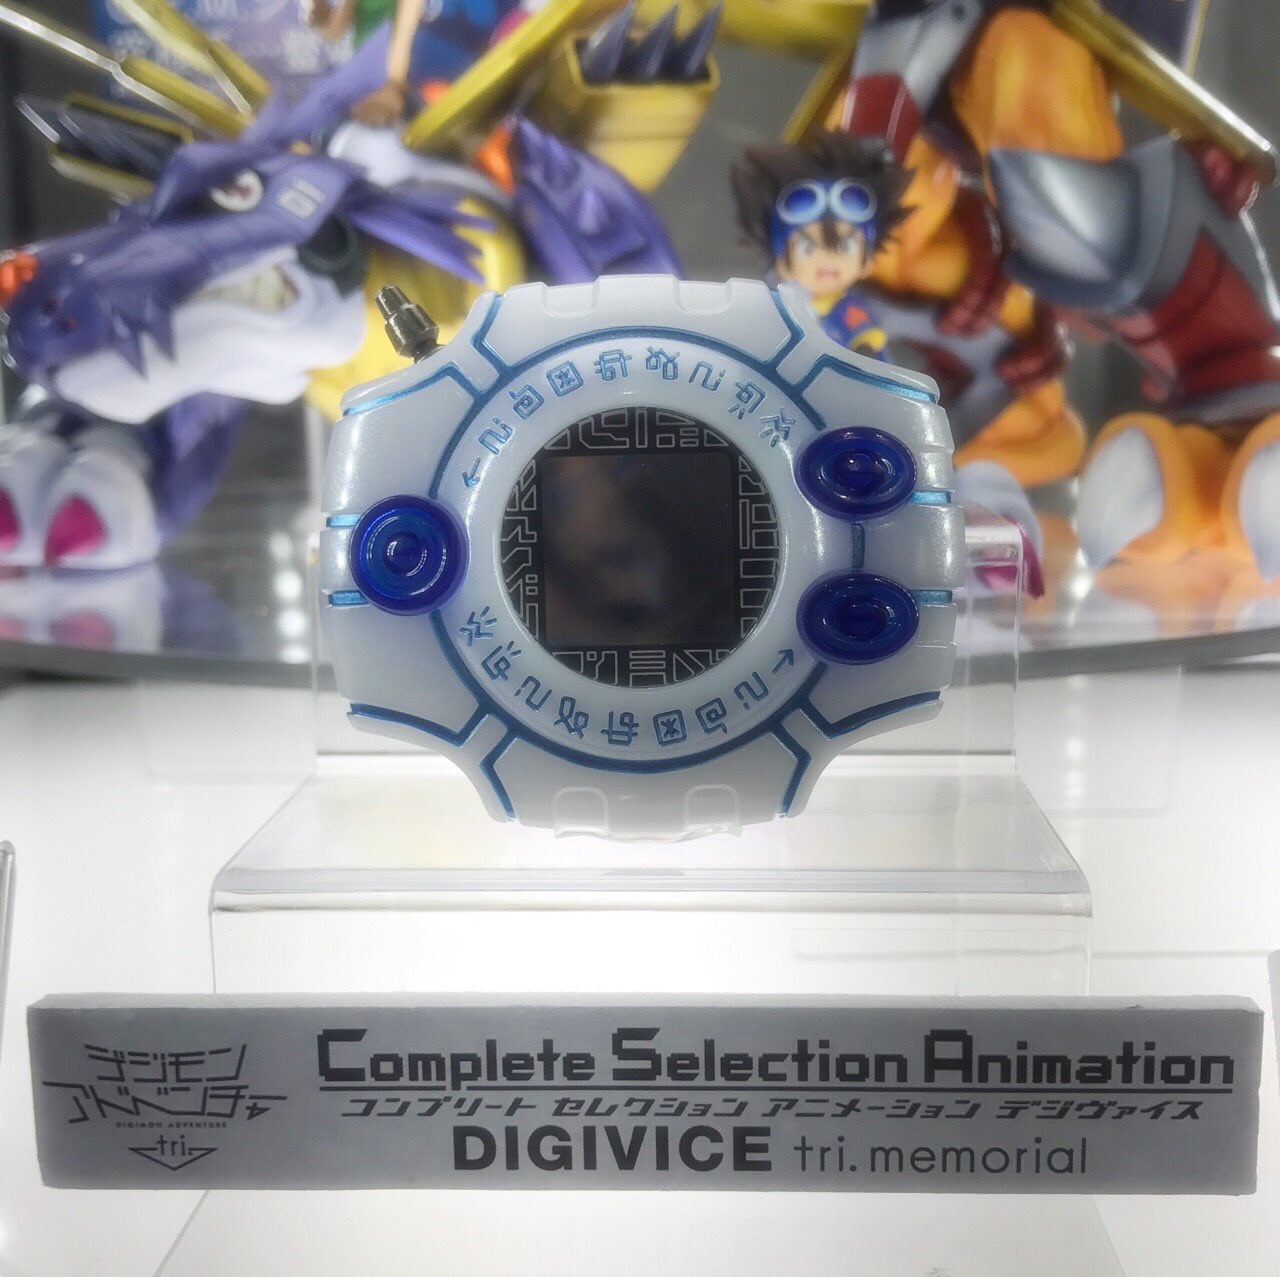 デジモン
アドベンチャー
DIGIMON ADVENTURE
tri.
Complete Selection Animation
コンプリート セレクション アニメーション デジヴァイス
DIGIVICE tri. memorial